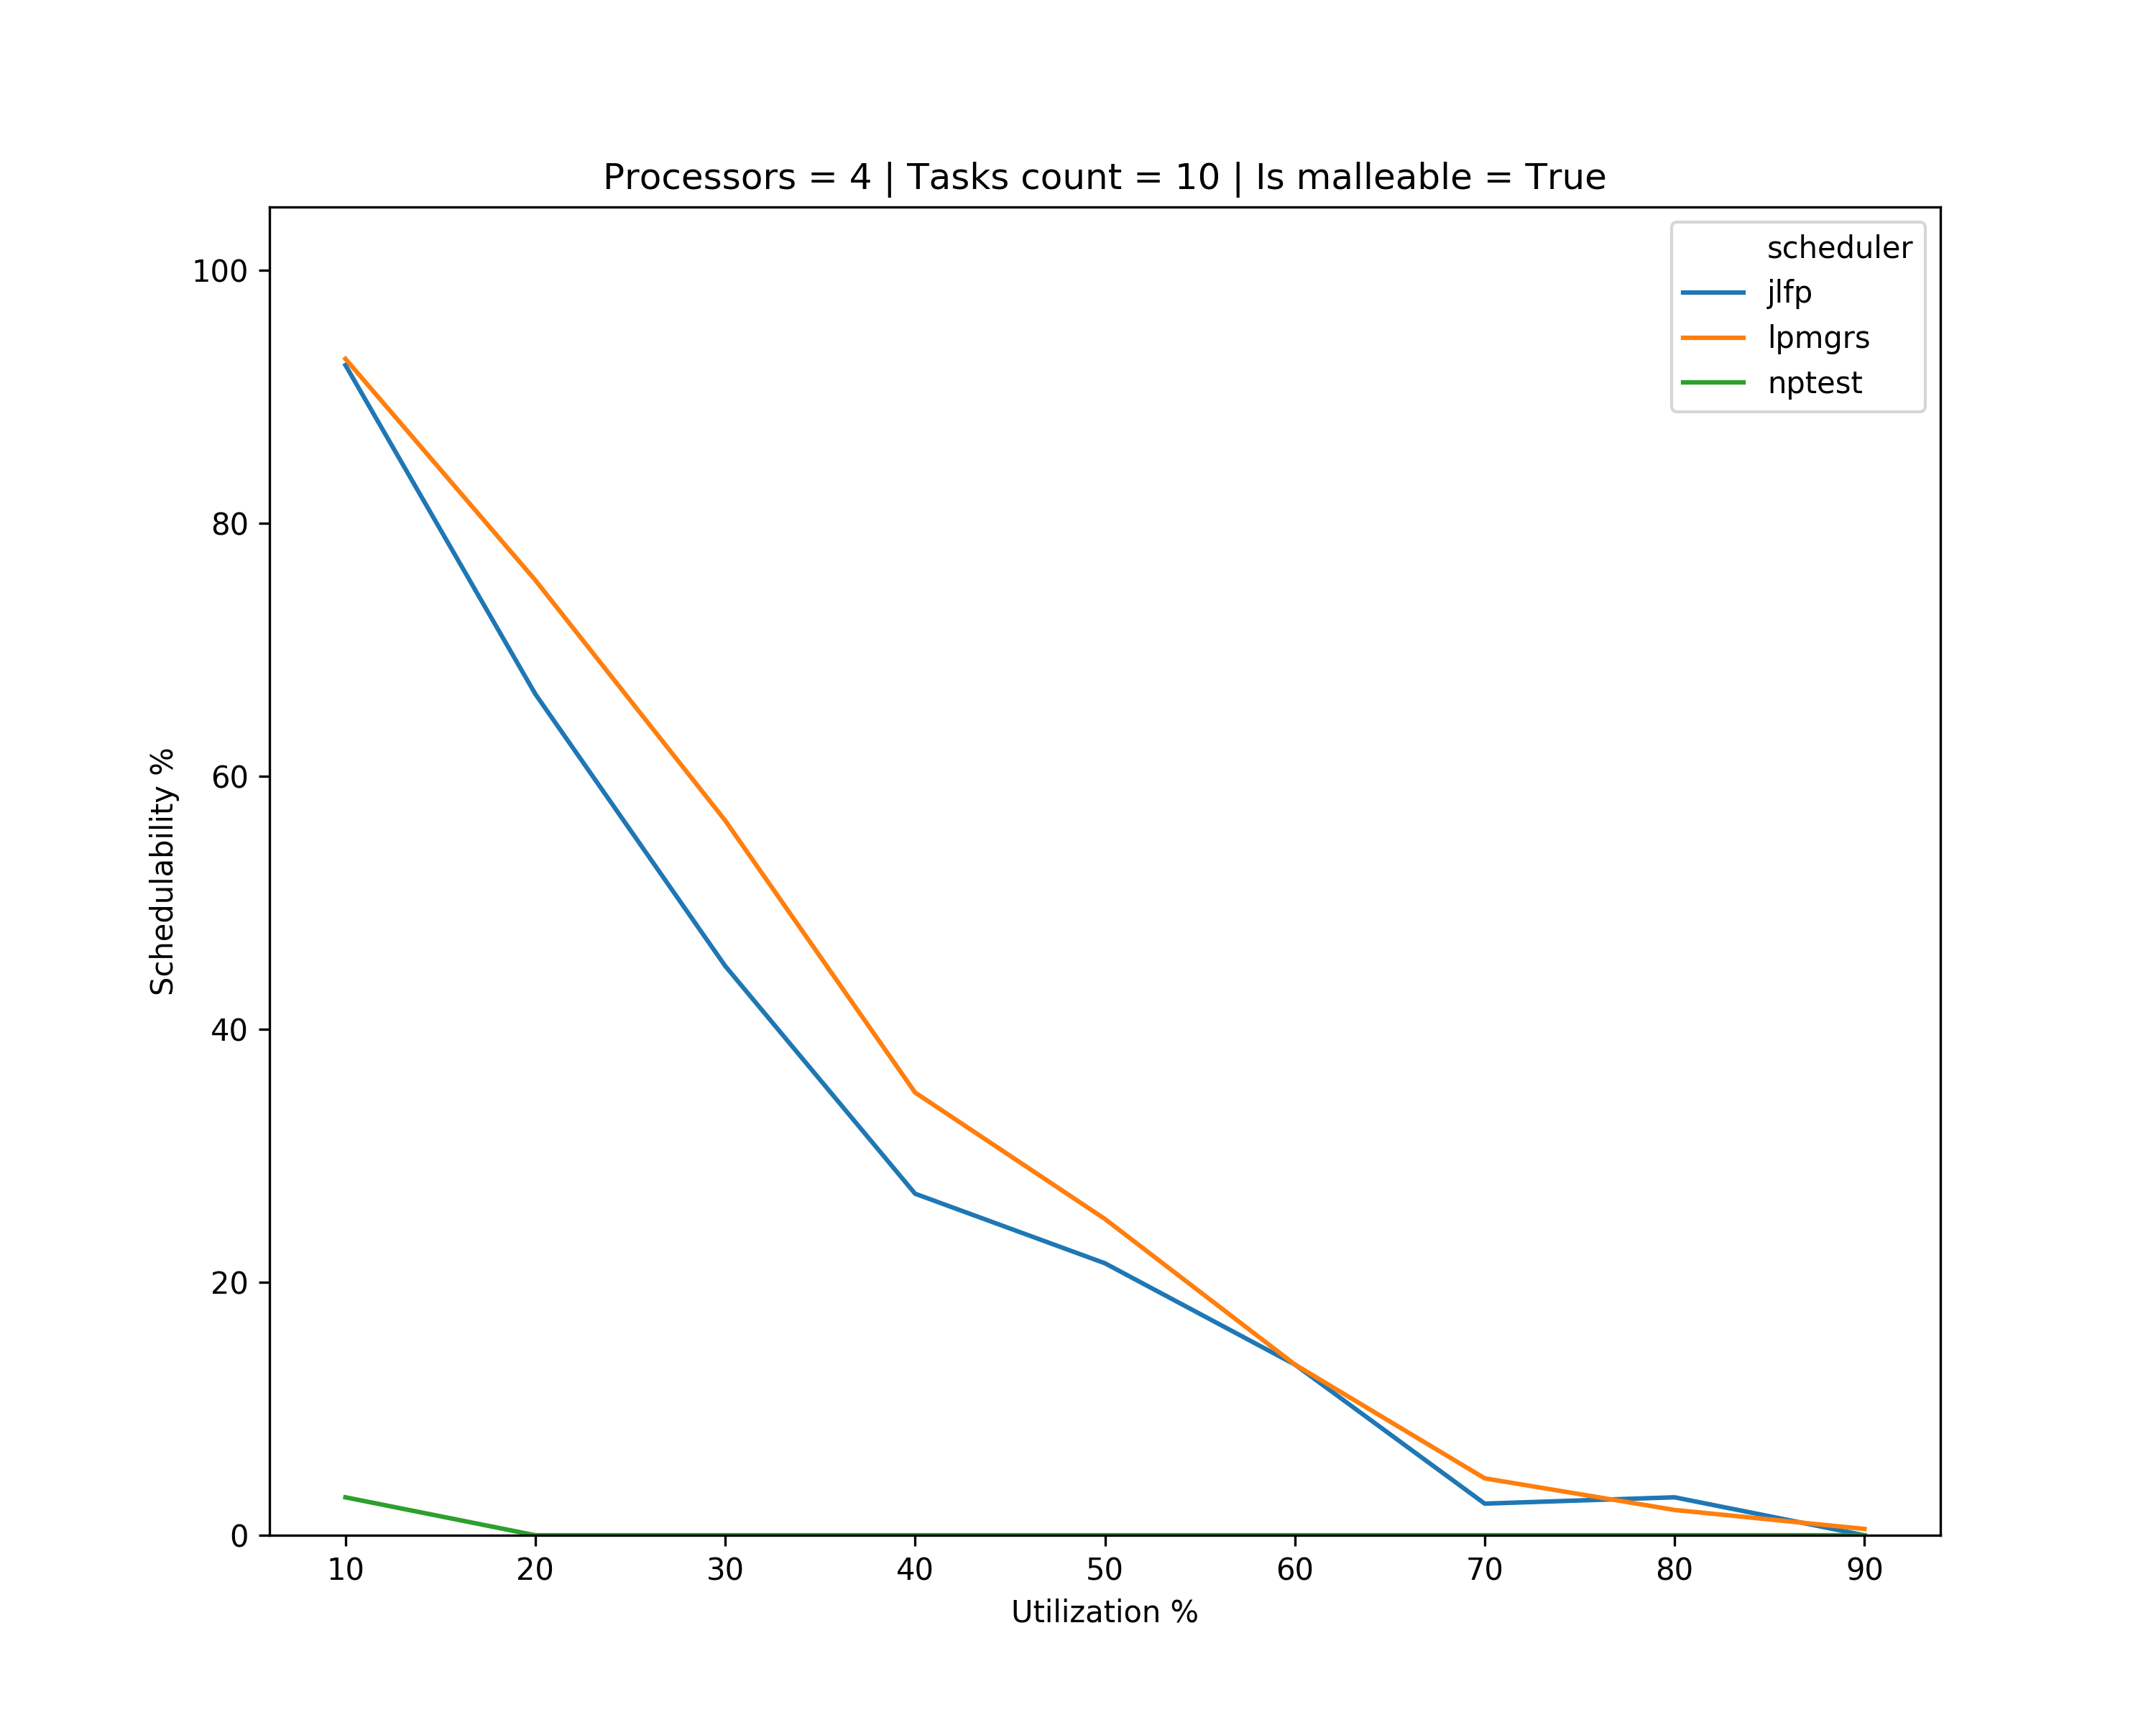 Processors = 4 | Tasks count = 10 | Is malleable = True
scheduler
jlfp
lpmgrs
nptest
Schedulability %
100
80
60
40
20
0
10 20 30 40 50 60 70 80 90
Utilization %